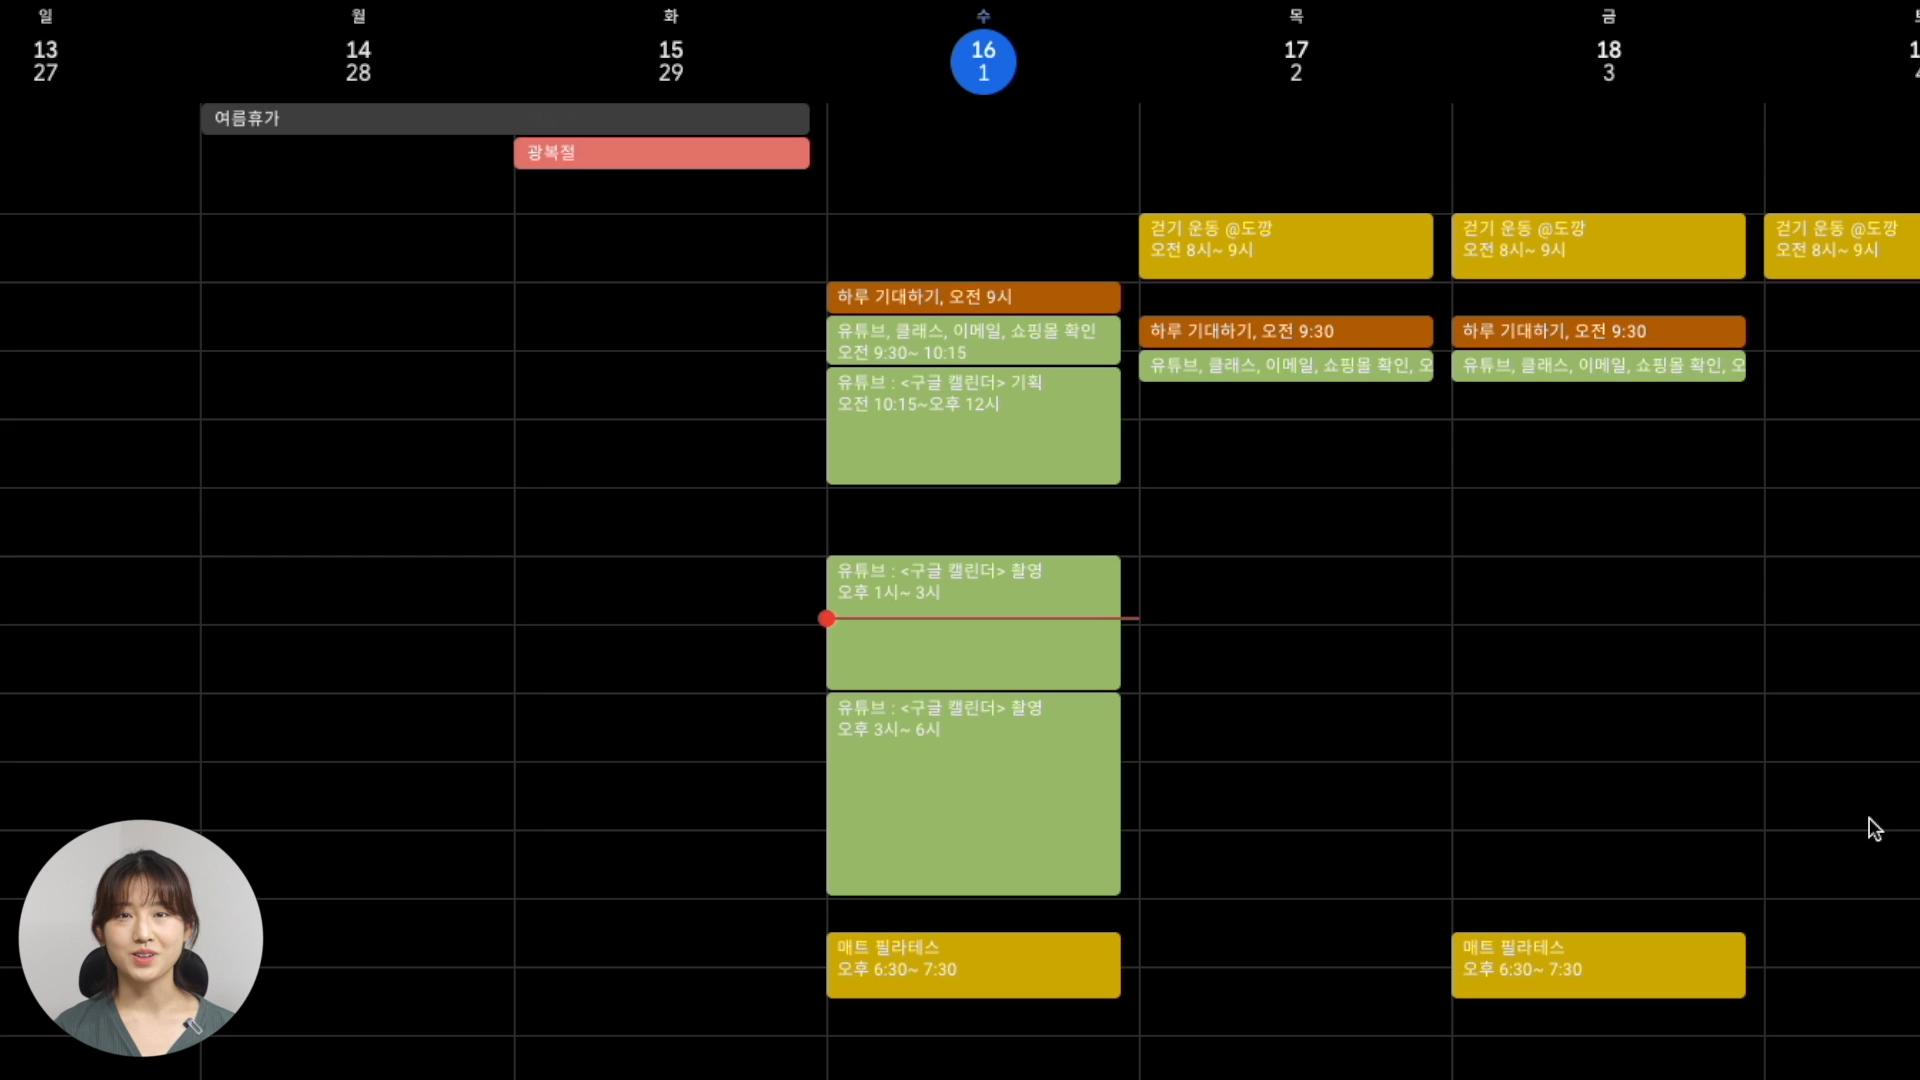 일
월
화
수
목
금
13
14
15
16
17
18
27
28
29
1
2
3
여름휴가
광복절
걷기 운동 @도깡
오전 8시~ 9시
걷기 운동 @도깡
오전 8시~ 9시
걷기 운동 @도깡
오전 8시~ 9시
하루 기대하기, 오전 9시
유튜브, 클래스, 이메일, 쇼핑몰 확인
오전 9:30~ 10:15
유튜브 : <구글 캘린더> 기획
오전 10:15~오후 12시
유튜브 : <구글 캘린더> 촬영
오후 1시~ 3시
유튜브 : <구글 캘린더> 촬영
오후 3시~ 6시
매트 필라테스
오후 6:30~ 7:30
하루 기대하기, 오전 9:30
유튜브, 클래스, 이메일, 쇼핑몰 확인, 오
하루 기대하기, 오전 9:30
유튜브, 클래스, 이메일, 쇼핑몰 확인, 오
매트 필라테스
오후 6:30~ 7:30